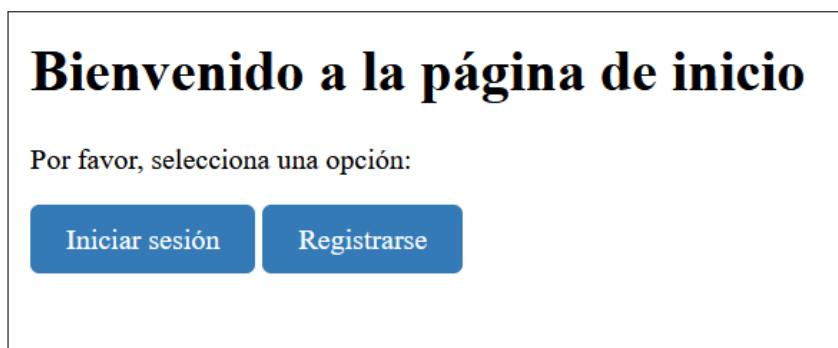 Bienvenido a la página de inicio
Por favor, selecciona una opción:
Iniciar sesión Registrarse